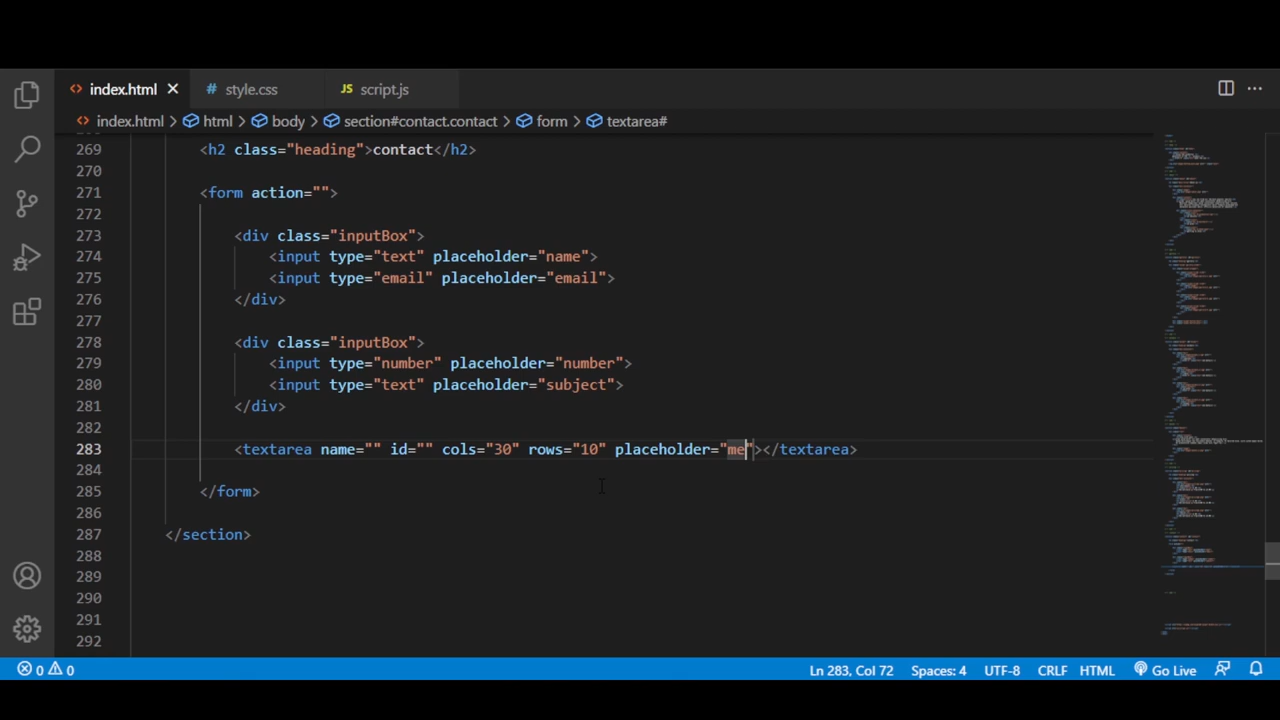 index.html
style.css
JS script.js
index.html > html > body > section#contact.contact > form > textarea#
269 <h2 class="heading">contact</h2>
270
271 <form action="">
272
273 <div class="inputBox">
274 <input type="text" placeholder="name">
275 <input type="email" placeholder="email">
276 </div>
277
278 <div class="inputBox">
279 <input type="number" placeholder="number">
280 <input type="text" placeholder="subject">
281 </div>
282
283 <textarea name="" id="" cols="30" rows="10" placeholder="me"></textarea>
284
285 </form>
286
287 </section>
288
289
290
291
292
0 0 Ln 283, Col 72 Spaces: 4 UTF-8 CRLF HTML Go Live